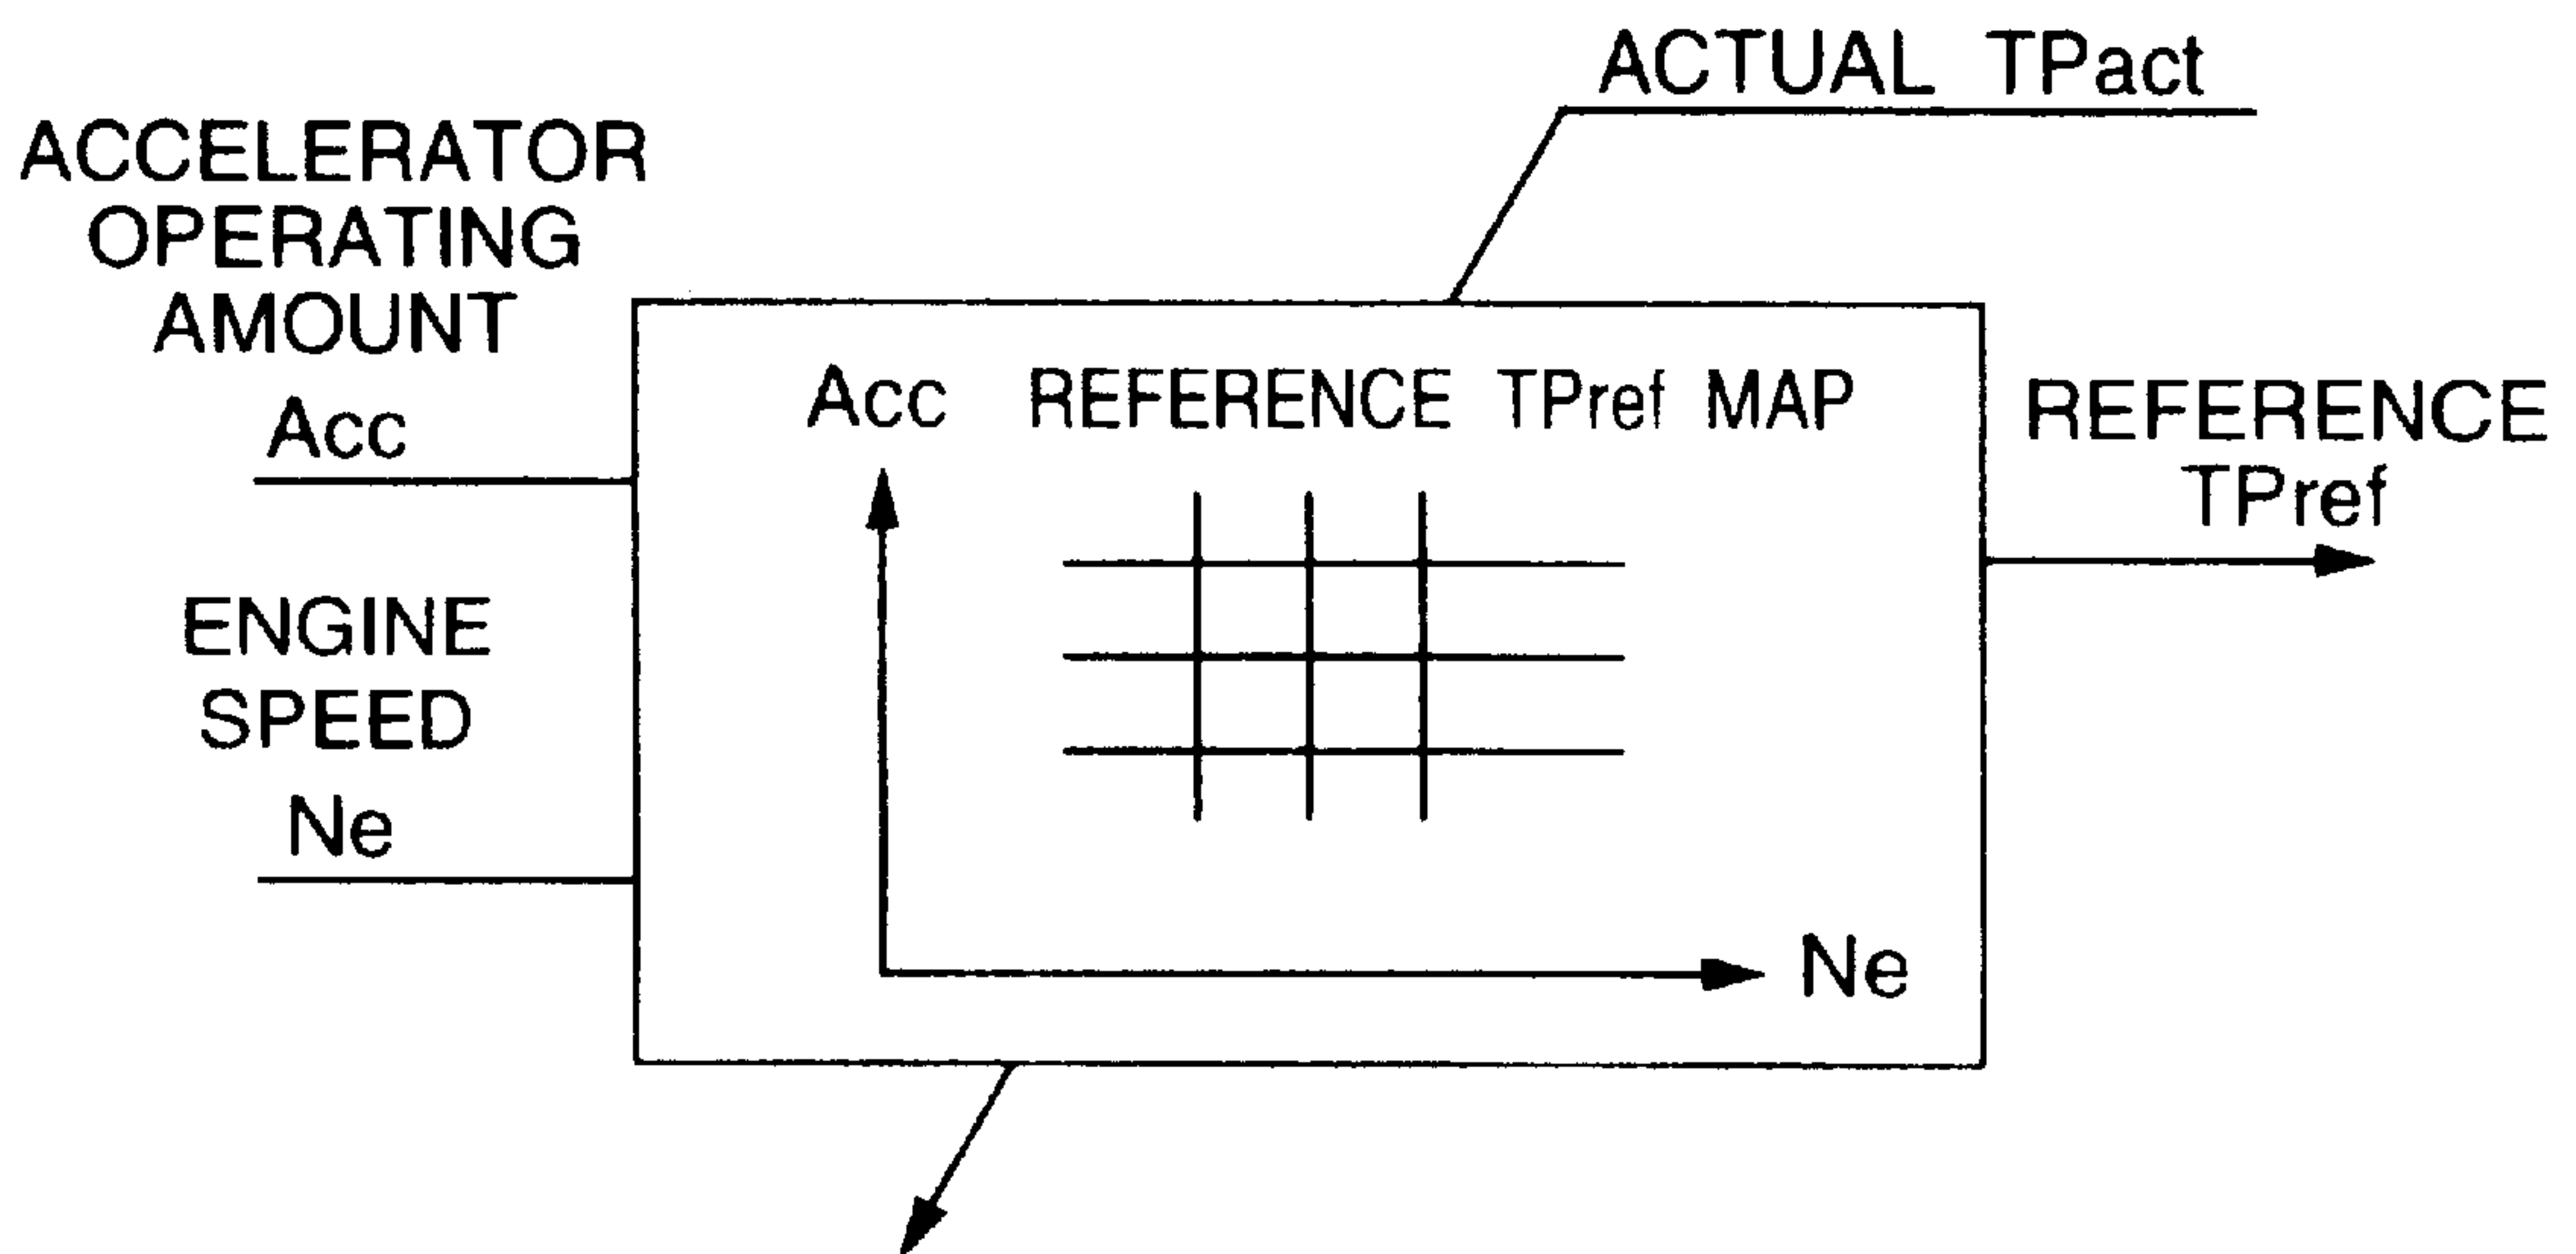 ACTUAL TPact
ACCELERATOR
OPERATING
AMOUNT
Acc
ENGINE
SPEED
Ne
Acc REFERENCE TPref MAP
Ne
REFERENCE
TPref